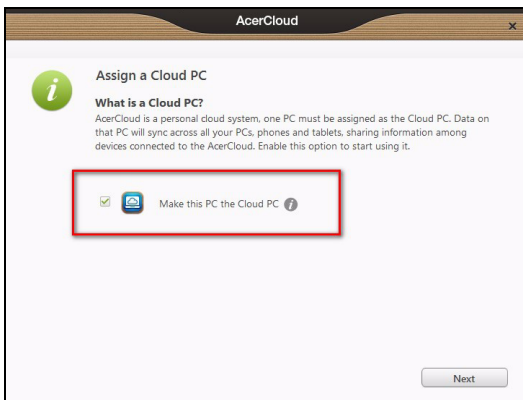 AcerCloud
Assign a Cloud PC
What is a Cloud PC?
AcerCloud is a personal cloud system, one PC must be assigned as the Cloud PC. Data on
that PC will sync across all your PCs, phones and tablets, sharing information among
devices connected to the AcerCloud. Enable this option to start using it.
Make this PC the Cloud PC
Next